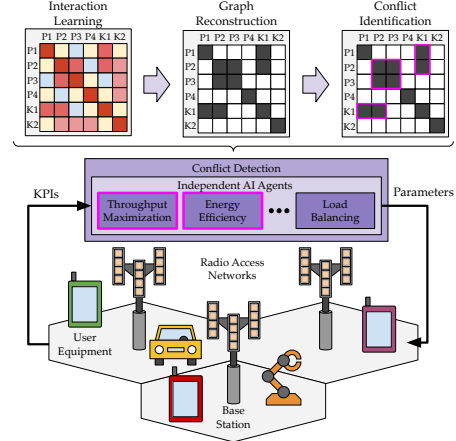 Interaction Learning
Graph Reconstruction
Conflict Identification
P1 P2 P3 P4 K1 K2
P1
P2
P3
P4
K1
K2
P1 P2 P3 P4 K1 K2
P1
P2
P3
P4
K1
K2
P1 P2 P3 P4 K1 K2
P1
P2
P3
P4
K1
K2
Conflict Detection
Independent AI Agents
KPIs
Throughput
Maximization
Energy
Efficiency
Load
Balancing
Parameters
Radio Access
Networks
User
Equipment
Base
Station